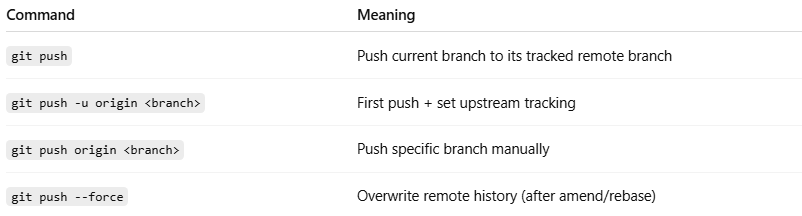 Command Meaning
git push Push current branch to its tracked remote branch
git push -u origin <branch> First push + set upstream tracking
git push origin <branch> Push specific branch manually
git push --force Overwrite remote history (after amend/rebase)